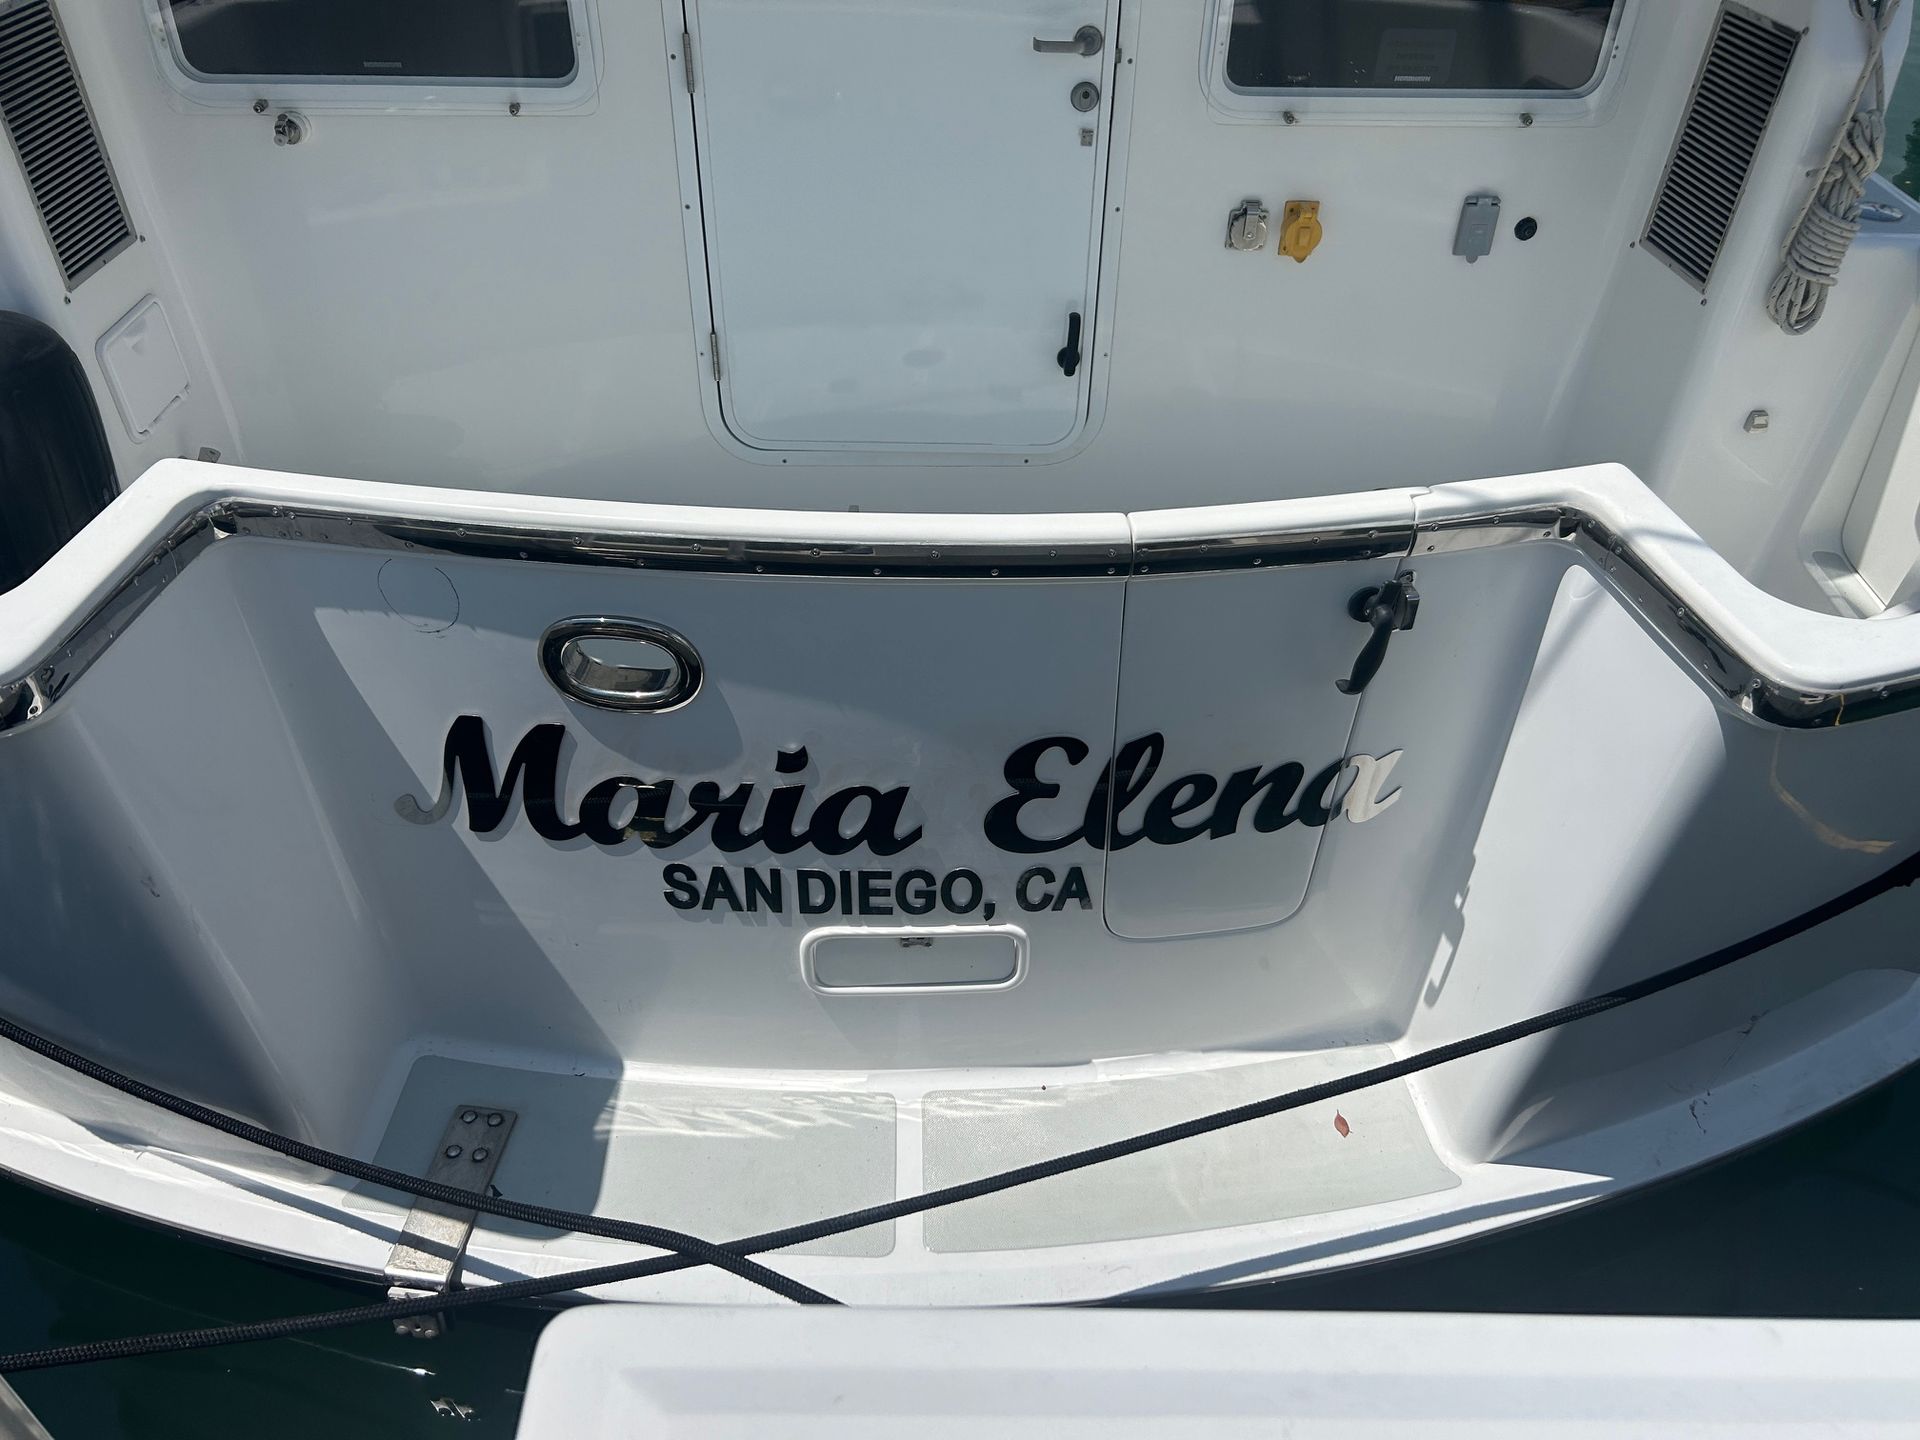 Maria Elena
SAN DIEGO, CA